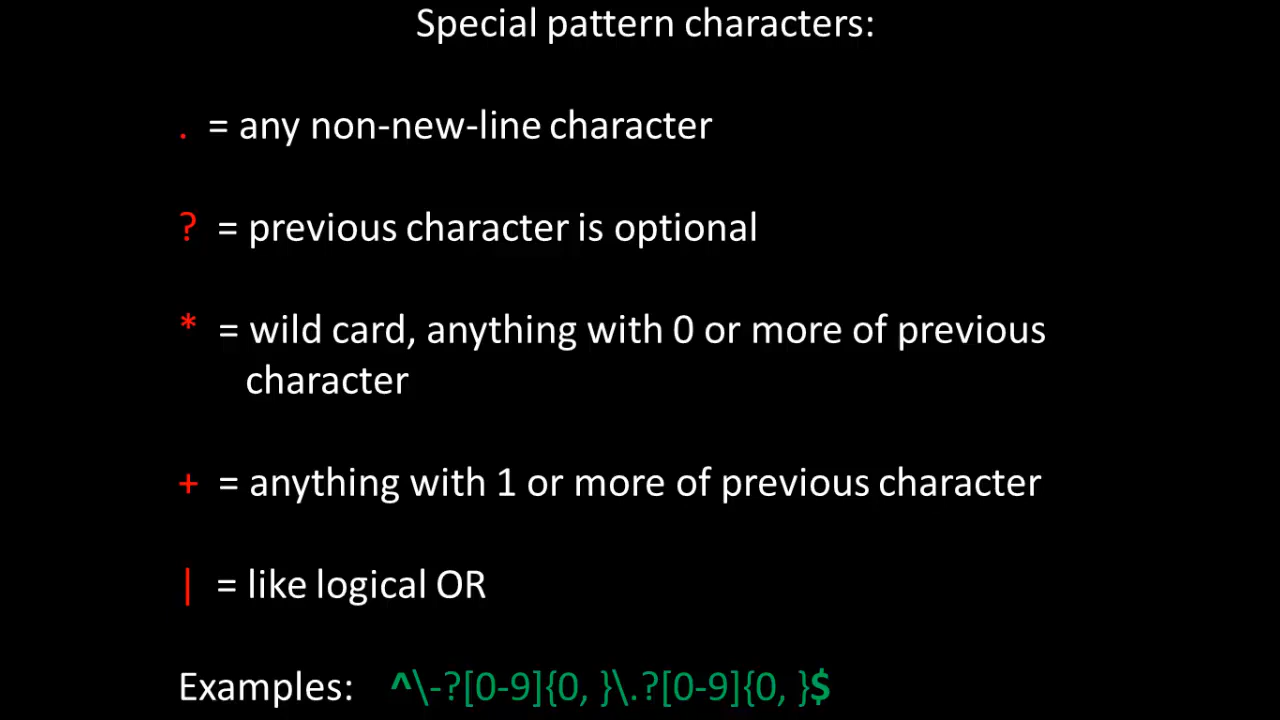 Special pattern characters:
. = any non-new-line character
? = previous character is optional
* = wild card, anything with 0 or more of previous
character
+ = anything with 1 or more of previous character
| = like logical OR
Examples: ^\-?[0-9]{0, }\.?[0-9]{0, }$